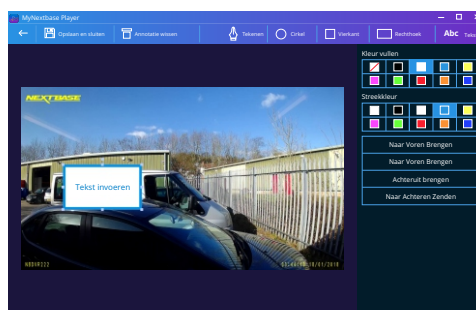 MyNextbase Player
Opslaan en sluiten
Annotatie wissen
Tekenen
Cirkel
Vierkant
Rechthoek
Abc
Kleur vullen
NEXTBASE
Streekkleur
Naar Voren Brengen
Naar Voren Brengen
Tekst invoeren
Achteruit brengen
Naar Achteren Zenden